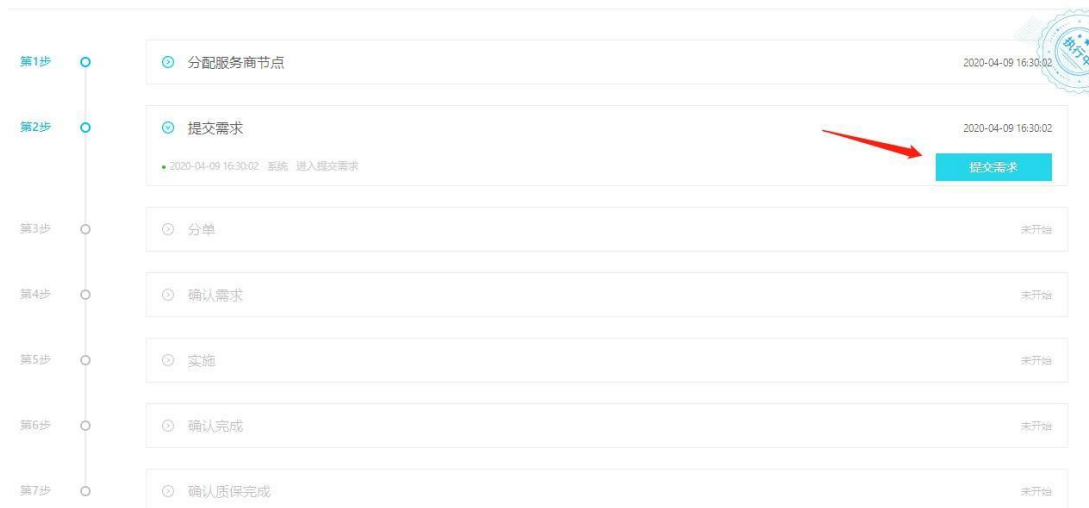 执行中
第1步 分配服务商节点 2020-04-09 16:30:02
第2步 提交需求 2020-04-09 16:30:02
2020-04-09 16:30:02 系统 进入提交需求 提交需求
第3步 分单 未开始
第4步 确认需求 未开始
第5步 实施 未开始
第6步 确认完成 未开始
第7步 确认质保完成 未开始